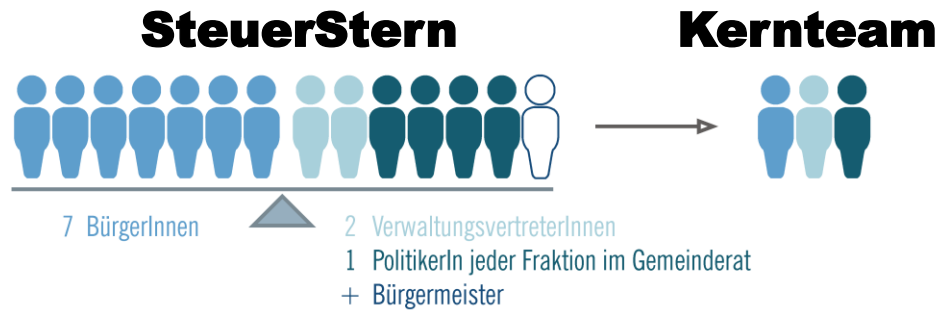 SteuerStern
Kernteam
7 BürgerInnen
2 VerwaltungsvertreterInnen
1 PolitikerIn jeder Fraktion im Gemeinderat
+ Bürgermeister